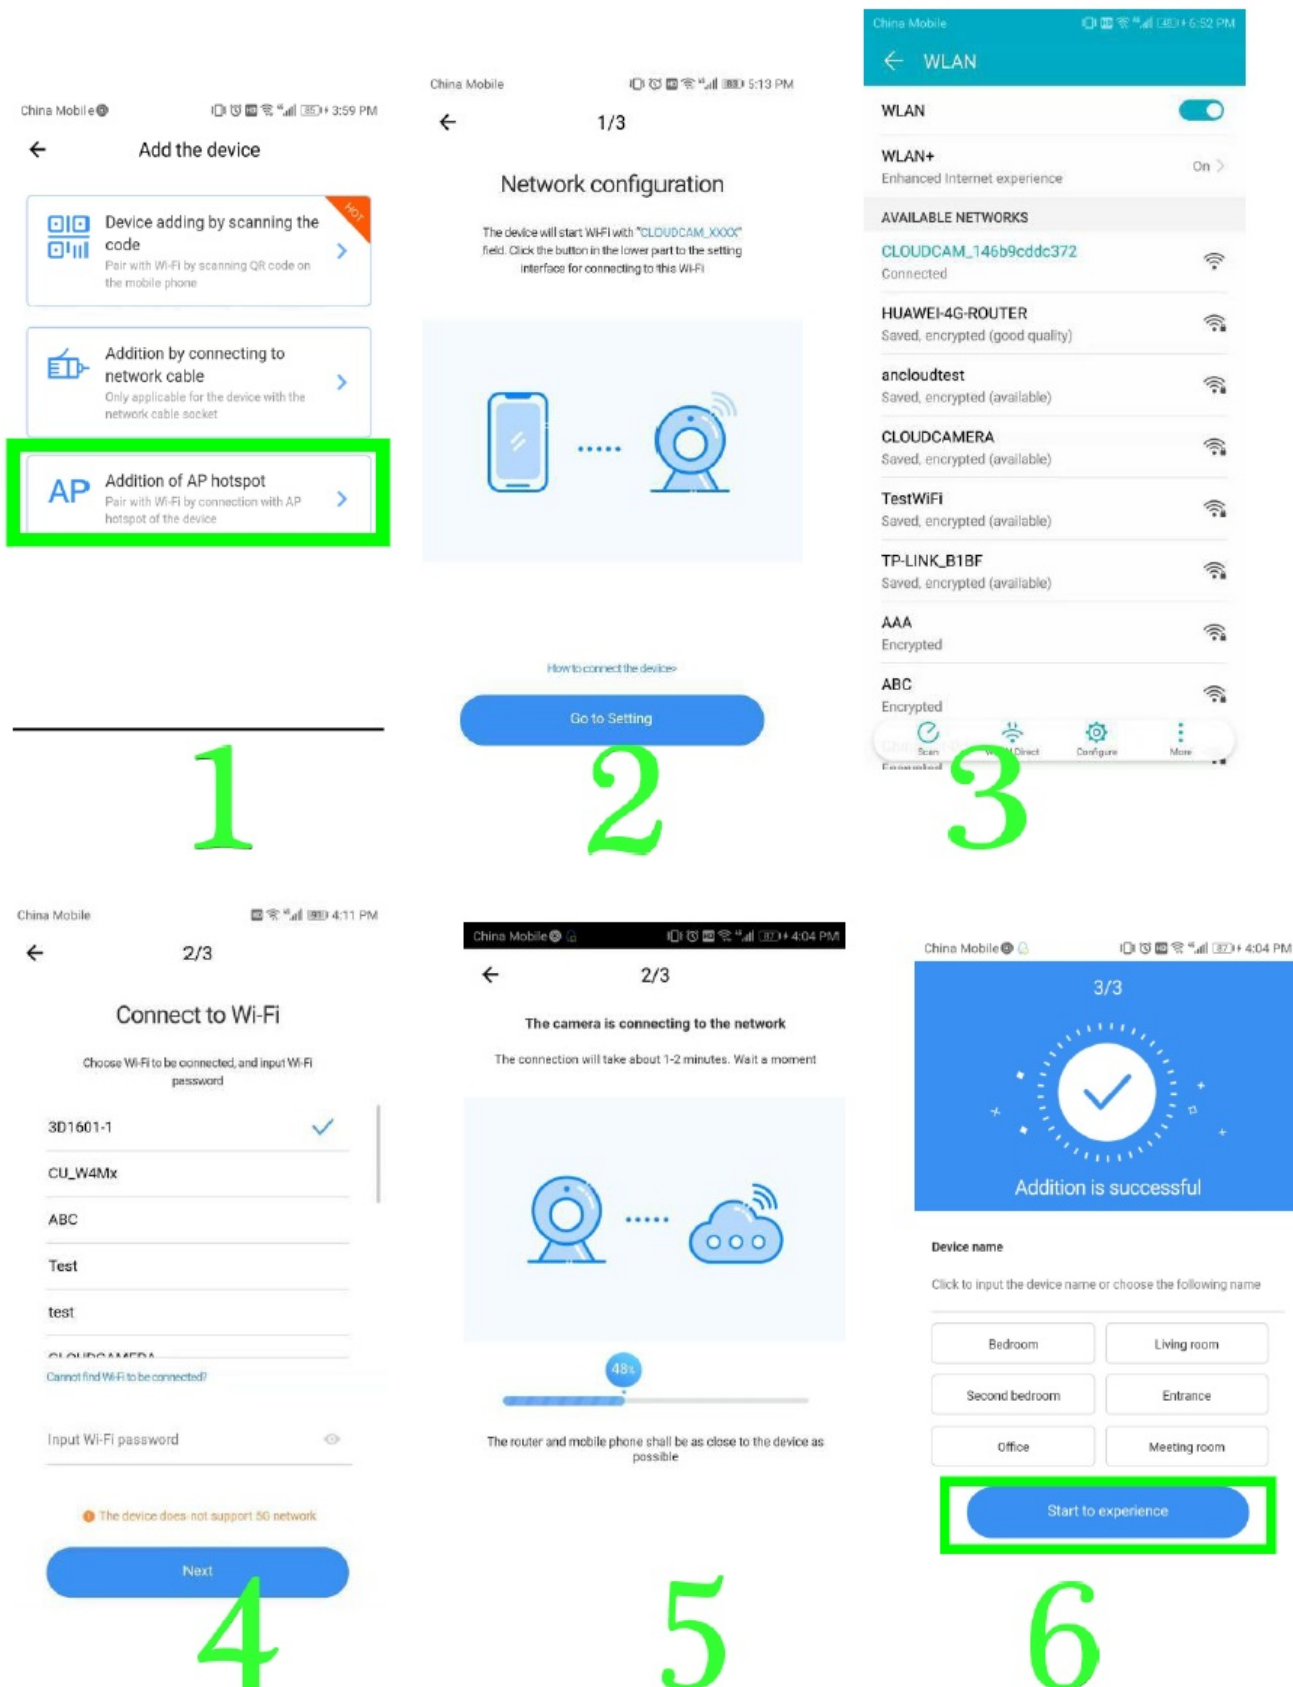 China Mobile
3:59 PM
Add the device
HOT
Device adding by scanning the
code
Pair with Wi-Fi by scanning QR code on
the mobile phone
Addition by connecting to
network cable
Only applicable for the device with the
network cable socket
AP
Addition of AP hotspot
Pair with Wi-Fi by connection with AP
hotspot of the device
1
China Mobile
5:13 PM
1/3
Network configuration
The device will start Wi-Fi with "CLOUDCAM_XXXX"
field. Click the button in the lower part to the setting
interface for connecting to this Wi-Fi
How to connect the device>
Go to Setting
2
China Mobile
6:52 PM
WLAN
WLAN
WLAN+
Enhanced Internet experience
On
AVAILABLE NETWORKS
CLOUDCAM_146b9cddc372
Connected
HUAWEI-4G-ROUTER
Saved, encrypted (good quality)
ancloudtest
Saved, encrypted (available)
CLOUDCAMERA
Saved, encrypted (available)
TestWiFi
Saved, encrypted (available)
TP-LINK_B1BF
Saved, encrypted (available)
AAA
Encrypted
ABC
Encrypted
Scan
Direct
Configure
More
3
China Mobile
4:11 PM
2/3
Connect to Wi-Fi
Choose Wi-Fi to be connected, and input Wi-Fi
password
3D1601-1
CU_W4Mx
ABC
Test
test
CLOUDCAMERA
Cannot find Wi-Fi to be connected?
Input Wi-Fi password
The device does not support 5G network
Next
4
China Mobile
87
4:04 PM
2/3
The camera is connecting to the network
The connection will take about 1-2 minutes. Wait a moment
48%
The router and mobile phone shall be as close to the device as
possible
5
China Mobile
87
4:04 PM
3/3
Addition is successful
Device name
Click to input the device name or choose the following name
Bedroom
Living room
Second bedroom
Entrance
Office
Meeting room
Start to experience
6